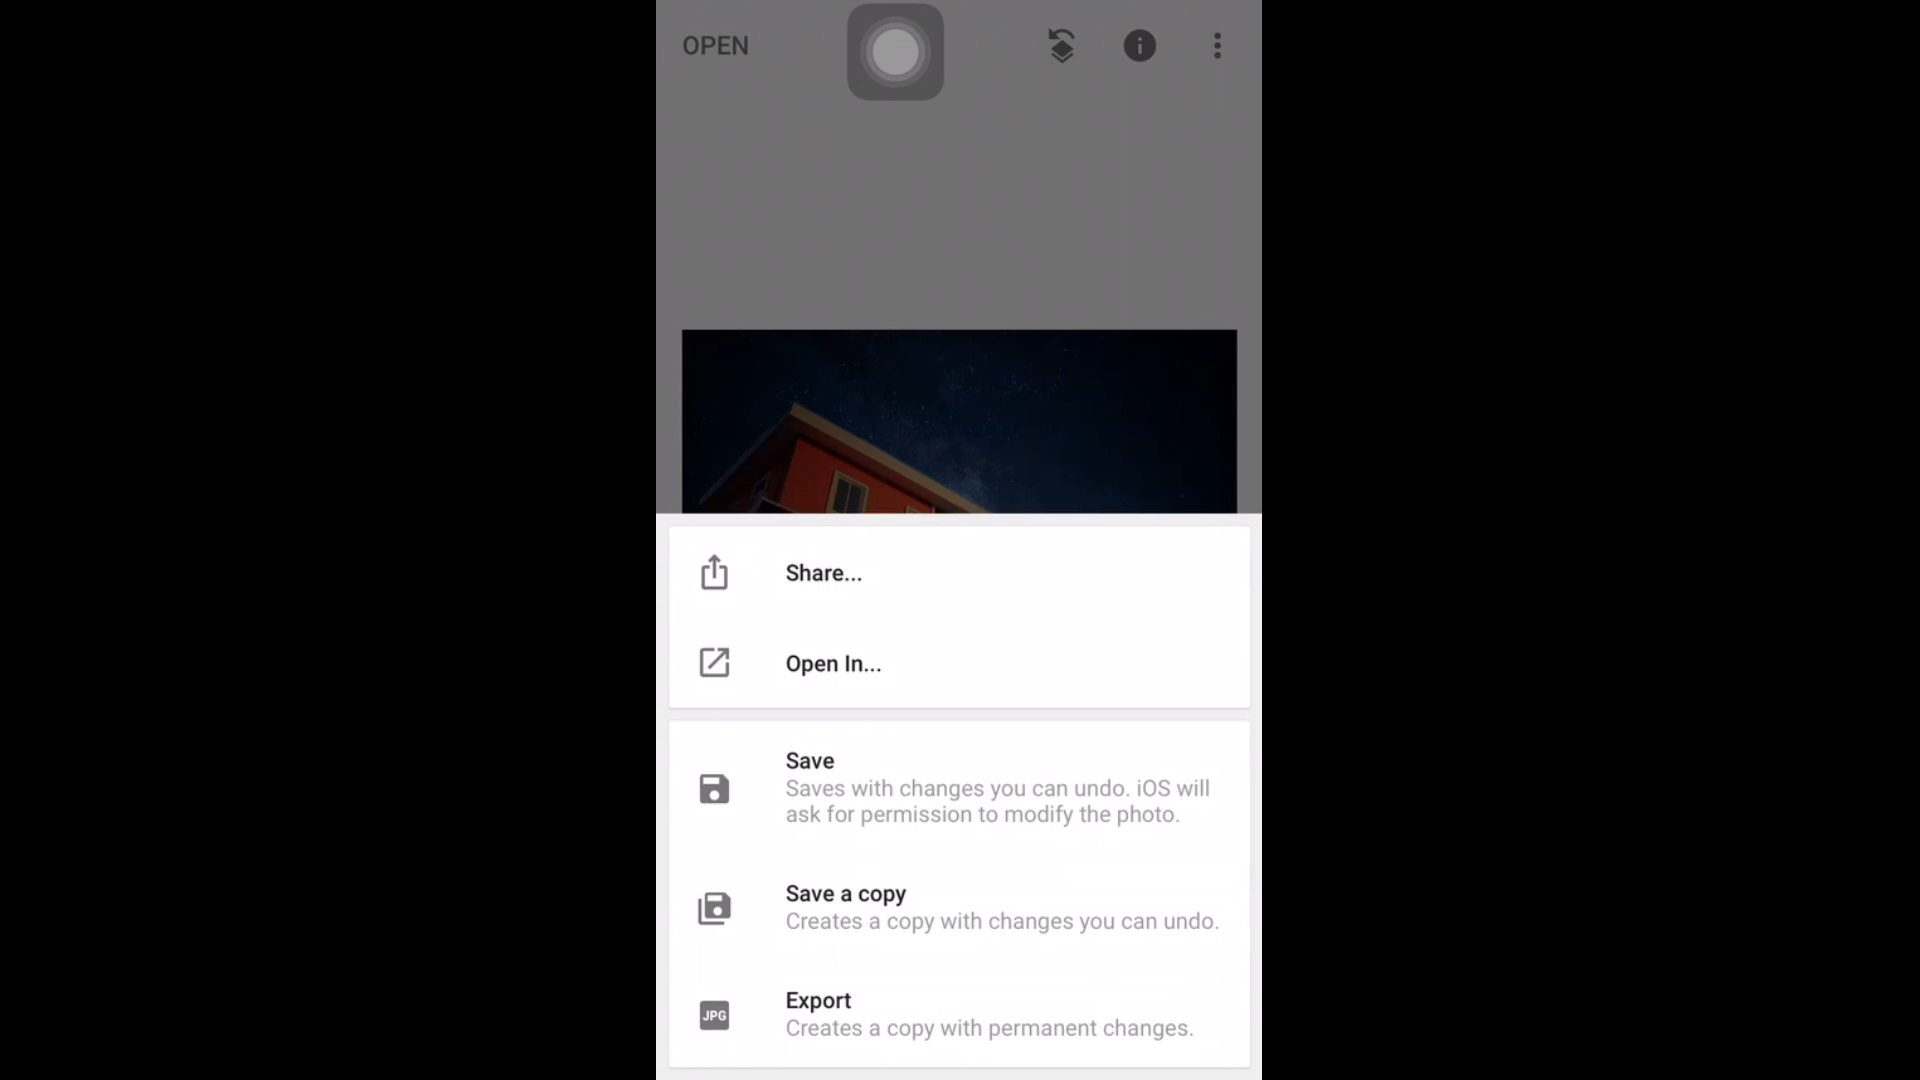 OPEN
Share...
Open In...
Save
Saves with changes you can undo. iOS will
ask for permission to modify the photo.
Save a copy
Creates a copy with changes you can undo.
JPG
Export
Creates a copy with permanent changes.